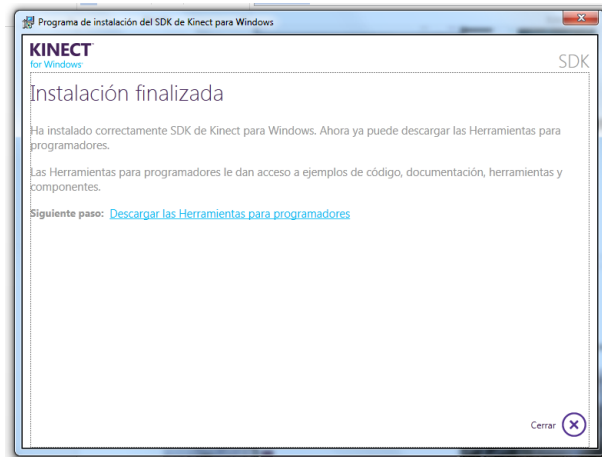 Programa de instalación del SDK de Kinect para Windows
KINECT
for Windows
SDK
Instalación finalizada
Ha instalado correctamente SDK de Kinect para Windows. Ahora ya puede descargar las Herramientas para
programadores.
Las Herramientas para programadores le dan acceso a ejemplos de código, documentación, herramientas y
componentes.
Siguiente paso: Descargar las Herramientas para programadores
Cerrar